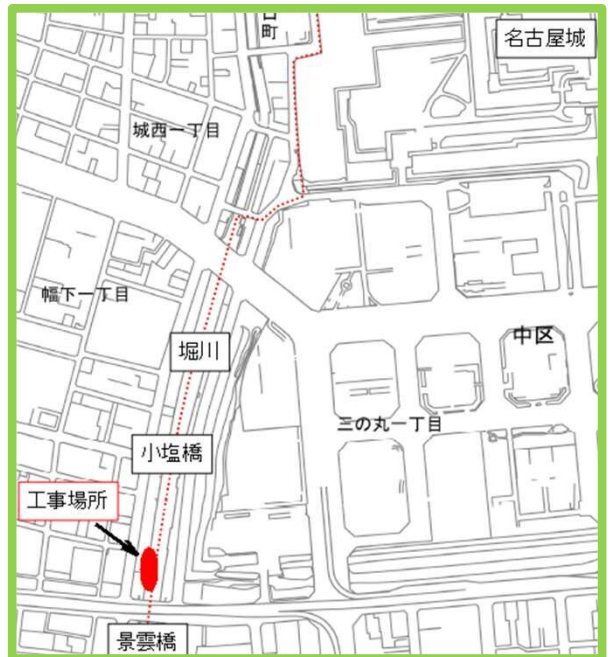 口町
名古屋城
城西一丁目
幅下一丁目
堀川
中区
三の丸一丁目
小塩橋
工事場所
景雲橋